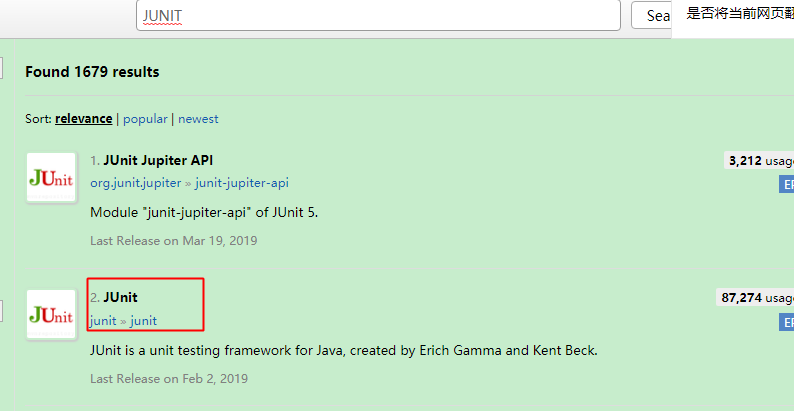 JUNIT
Sea
是否将当前网页翻
Found 1679 results
Sort: relevance | popular | newest
JUnit
1. JUnit Jupiter API
3,212 usag
org.junit.jupiter » junit-jupiter-api
EP
Module "junit-jupiter-api" of JUnit 5.
Last Release on Mar 19, 2019
JUnit
2. JUnit
87,274 usag
junit » junit
EP
JUnit is a unit testing framework for Java, created by Erich Gamma and Kent Beck.
Last Release on Feb 2, 2019